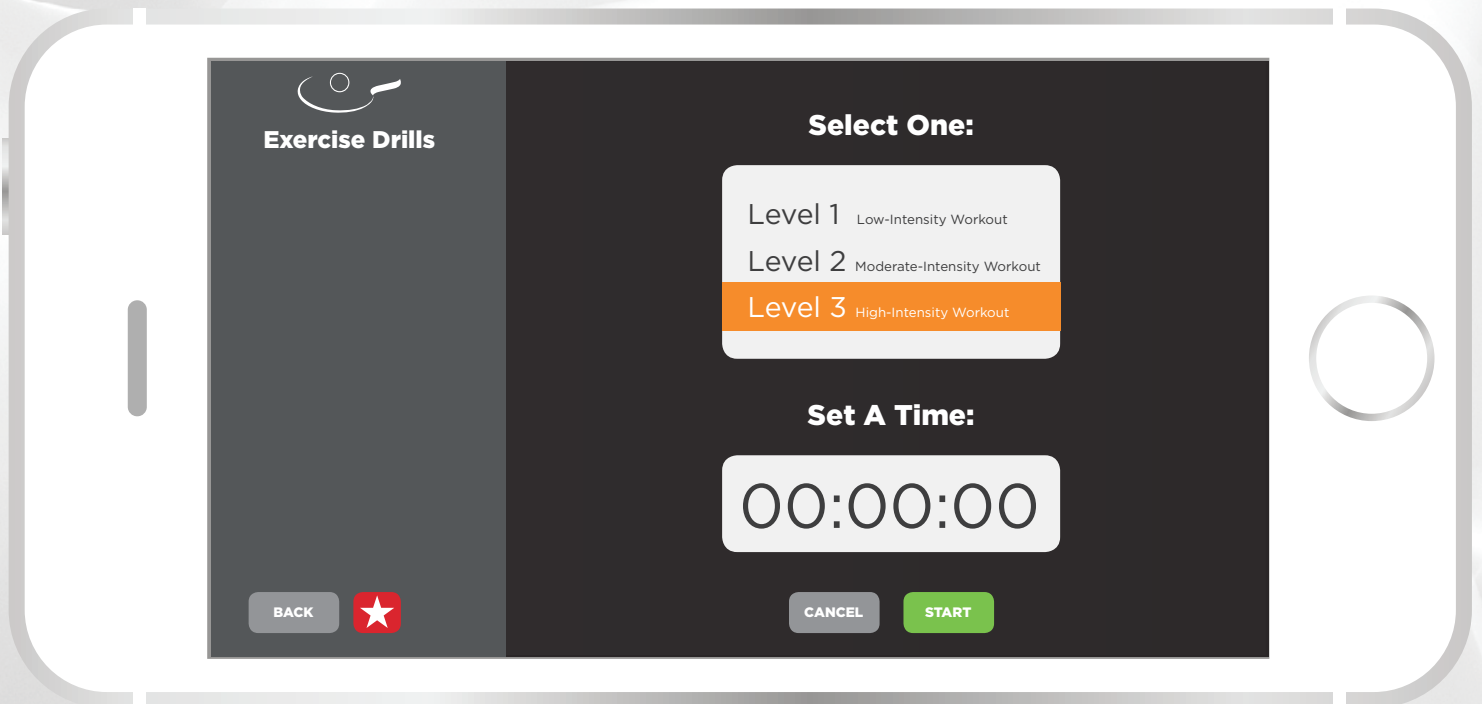 Exercise Drills
Select One:
Level 1 Low-Intensity Workout
Level 2 Moderate-Intensity Workout
Level 3 High-Intensity Workout
Set A Time:
00:00:00
BACK
CANCEL
START